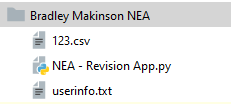 Bradley Makinson NEA
123.csv
NEA - Revision App.py
userinfo.txt